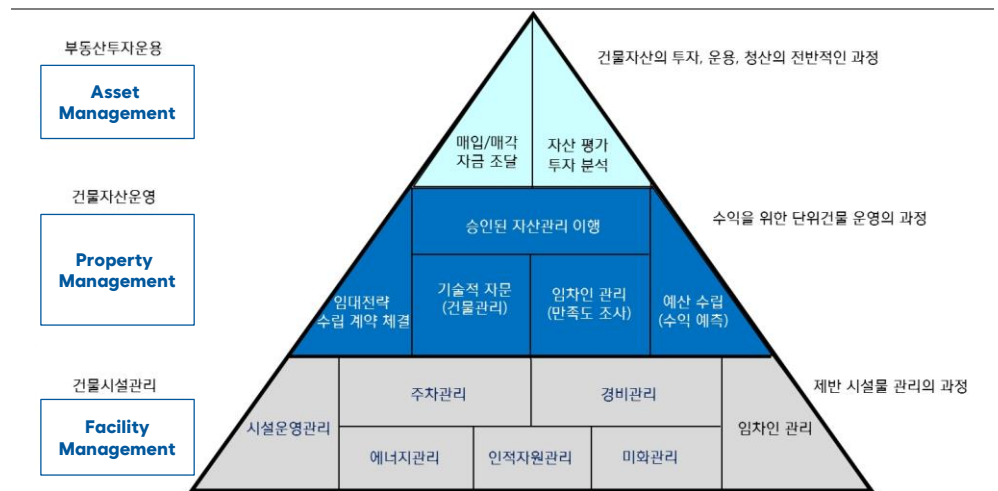 부동산투자운용
Asset
Management
건물자산의 투자, 운용, 청산의 전반적인 과정
매입/매각
자금 조달
자산 평가
투자 분석
건물자산운영
Property
Management
수익을 위한 단위건물 운영의 과정
승인된 자산관리 이행
임대전략
수립 계약 체결
기술적 자문
(건물관리)
임차인 관리
(만족도 조사)
예산 수립
(수익 예측)
건물시설관리
Facility
Management
제반 시설물 관리의 과정
시설운영관리
주차관리
경비관리
임차인 관리
에너지관리
인적자원관리
미화관리